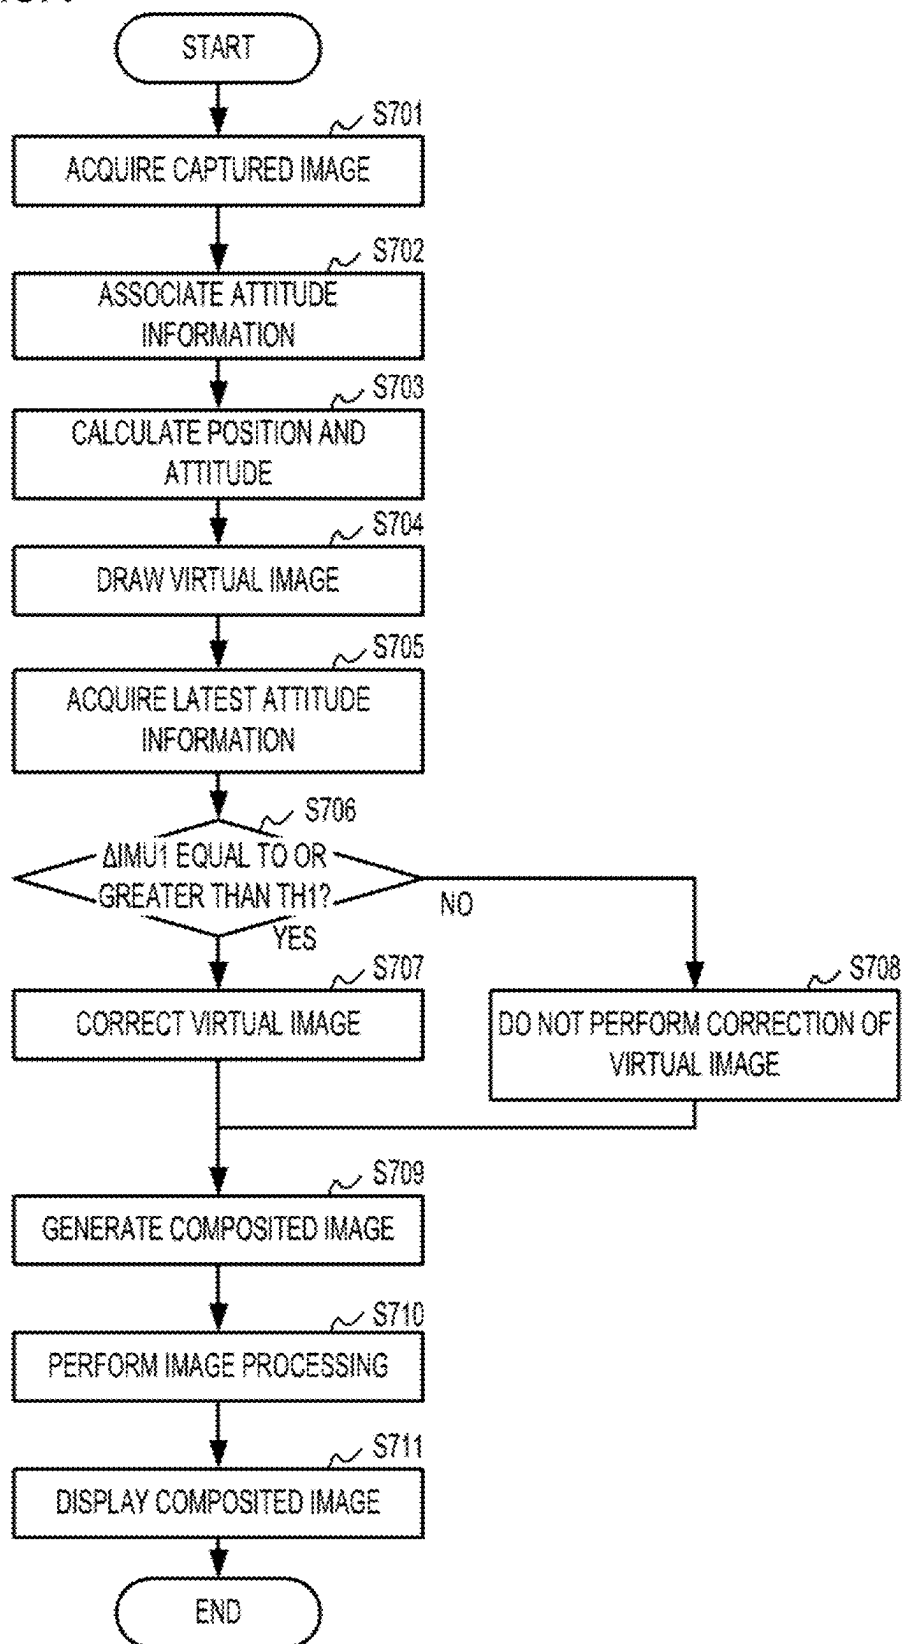 START
S701
ACQUIRE CAPTURED IMAGE
S702
ASSOCIATE ATTITUDE
INFORMATION
S703
CALCULATE POSITION AND
ATTITUDE
S704
DRAW VIRTUAL IMAGE
S705
ACQUIRE LATEST ATTITUDE
INFORMATION
S706
ΔIMU1 EQUAL TO OR
GREATER THAN TH1?
NO
YES
S707
CORRECT VIRTUAL IMAGE
S708
DO NOT PERFORM CORRECTION OF
VIRTUAL IMAGE
S709
GENERATE COMPOSITED IMAGE
S710
PERFORM IMAGE PROCESSING
S711
DISPLAY COMPOSITED IMAGE
END